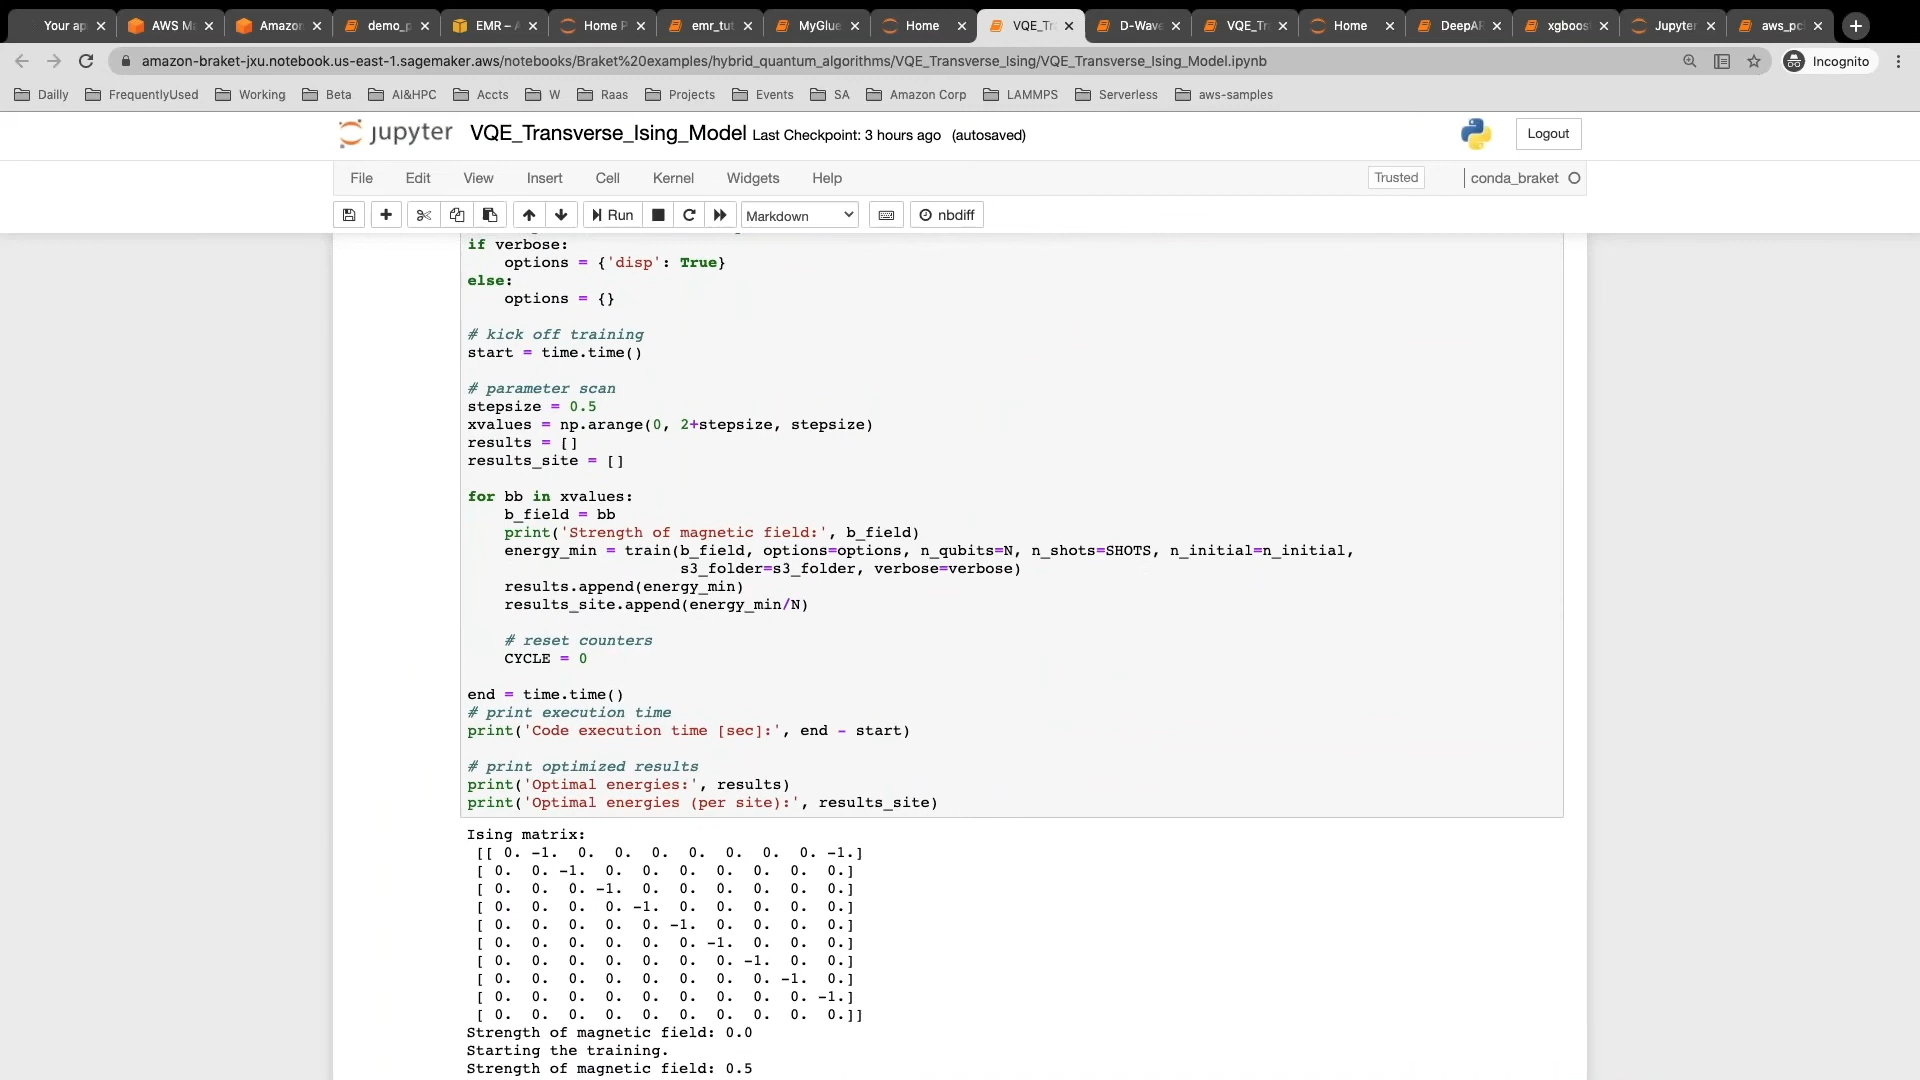 Your ap
AWS M
Amazon
demo_p
EMR – A
Home P
emr_tut
MyGlue
Home
VQE_Tr
D-Wave
VQE_Tr
Home
DeepAR
xgboos
Jupyter
aws_pc
amazon-braket-jxu.notebook.us-east-1.sagemaker.aws/notebooks/Braket%20examples/hybrid_quantum_algorithms/VQE_Transverse_Ising/VQE_Transverse_Ising_Model.ipynb
Incognito
Dailly
FrequentlyUsed
Working
Beta
AI&HPC
Accts
W
Raas
Projects
Events
SA
Amazon Corp
LAMMPS
Serverless
aws-samples
jupyter VQE_Transverse_Ising_Model Last Checkpoint: 3 hours ago (autosaved)
Logout
File Edit View Insert Cell Kernel Widgets Help
Trusted
conda_braket
Run
Markdown
nbdiff
if verbose:
    options = {'disp': True}
else:
    options = {}
# kick off training
start = time.time()
# parameter scan
stepsize = 0.5
xvalues = np.arange(0, 2+stepsize, stepsize)
results = []
results_site = []
for bb in xvalues:
    b_field = bb
    print('Strength of magnetic field:', b_field)
    energy_min = train(b_field, options=options, n_qubits=N, n_shots=SHOTS, n_initial=n_initial,
                       s3_folder=s3_folder, verbose=verbose)
    results.append(energy_min)
    results_site.append(energy_min/N)
    # reset counters
    CYCLE = 0
end = time.time()
# print execution time
print('Code execution time [sec]:', end - start)
# print optimized results
print('Optimal energies:', results)
print('Optimal energies (per site):', results_site)
Ising matrix:
 [[ 0. -1.  0.  0.  0.  0.  0.  0.  0. -1.]
 [ 0.  0. -1.  0.  0.  0.  0.  0.  0.  0.]
 [ 0.  0.  0. -1.  0.  0.  0.  0.  0.  0.]
 [ 0.  0.  0.  0. -1.  0.  0.  0.  0.  0.]
 [ 0.  0.  0.  0.  0. -1.  0.  0.  0.  0.]
 [ 0.  0.  0.  0.  0.  0. -1.  0.  0.  0.]
 [ 0.  0.  0.  0.  0.  0.  0. -1.  0.  0.]
 [ 0.  0.  0.  0.  0.  0.  0.  0. -1.  0.]
 [ 0.  0.  0.  0.  0.  0.  0.  0.  0. -1.]
 [ 0.  0.  0.  0.  0.  0.  0.  0.  0.  0.]]
Strength of magnetic field: 0.0
Starting the training.
Strength of magnetic field: 0.5